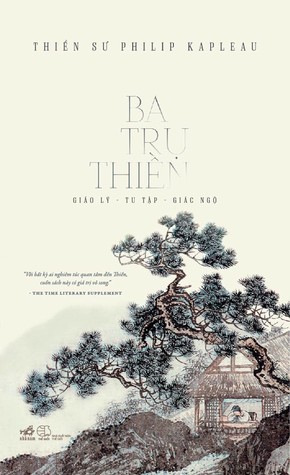 THIỀN SƯ PHILIP KAPLEAU
BA
TRỤ
THIỀN
GIÁO LÝ · TU TẬP · GIÁC NGỘ
"Với bất kỳ ai nghiêm túc quan tâm đến Thiền,
cuốn sách này có giá trị vô song"
- THE TIME LITERARY SUPPLEMENT